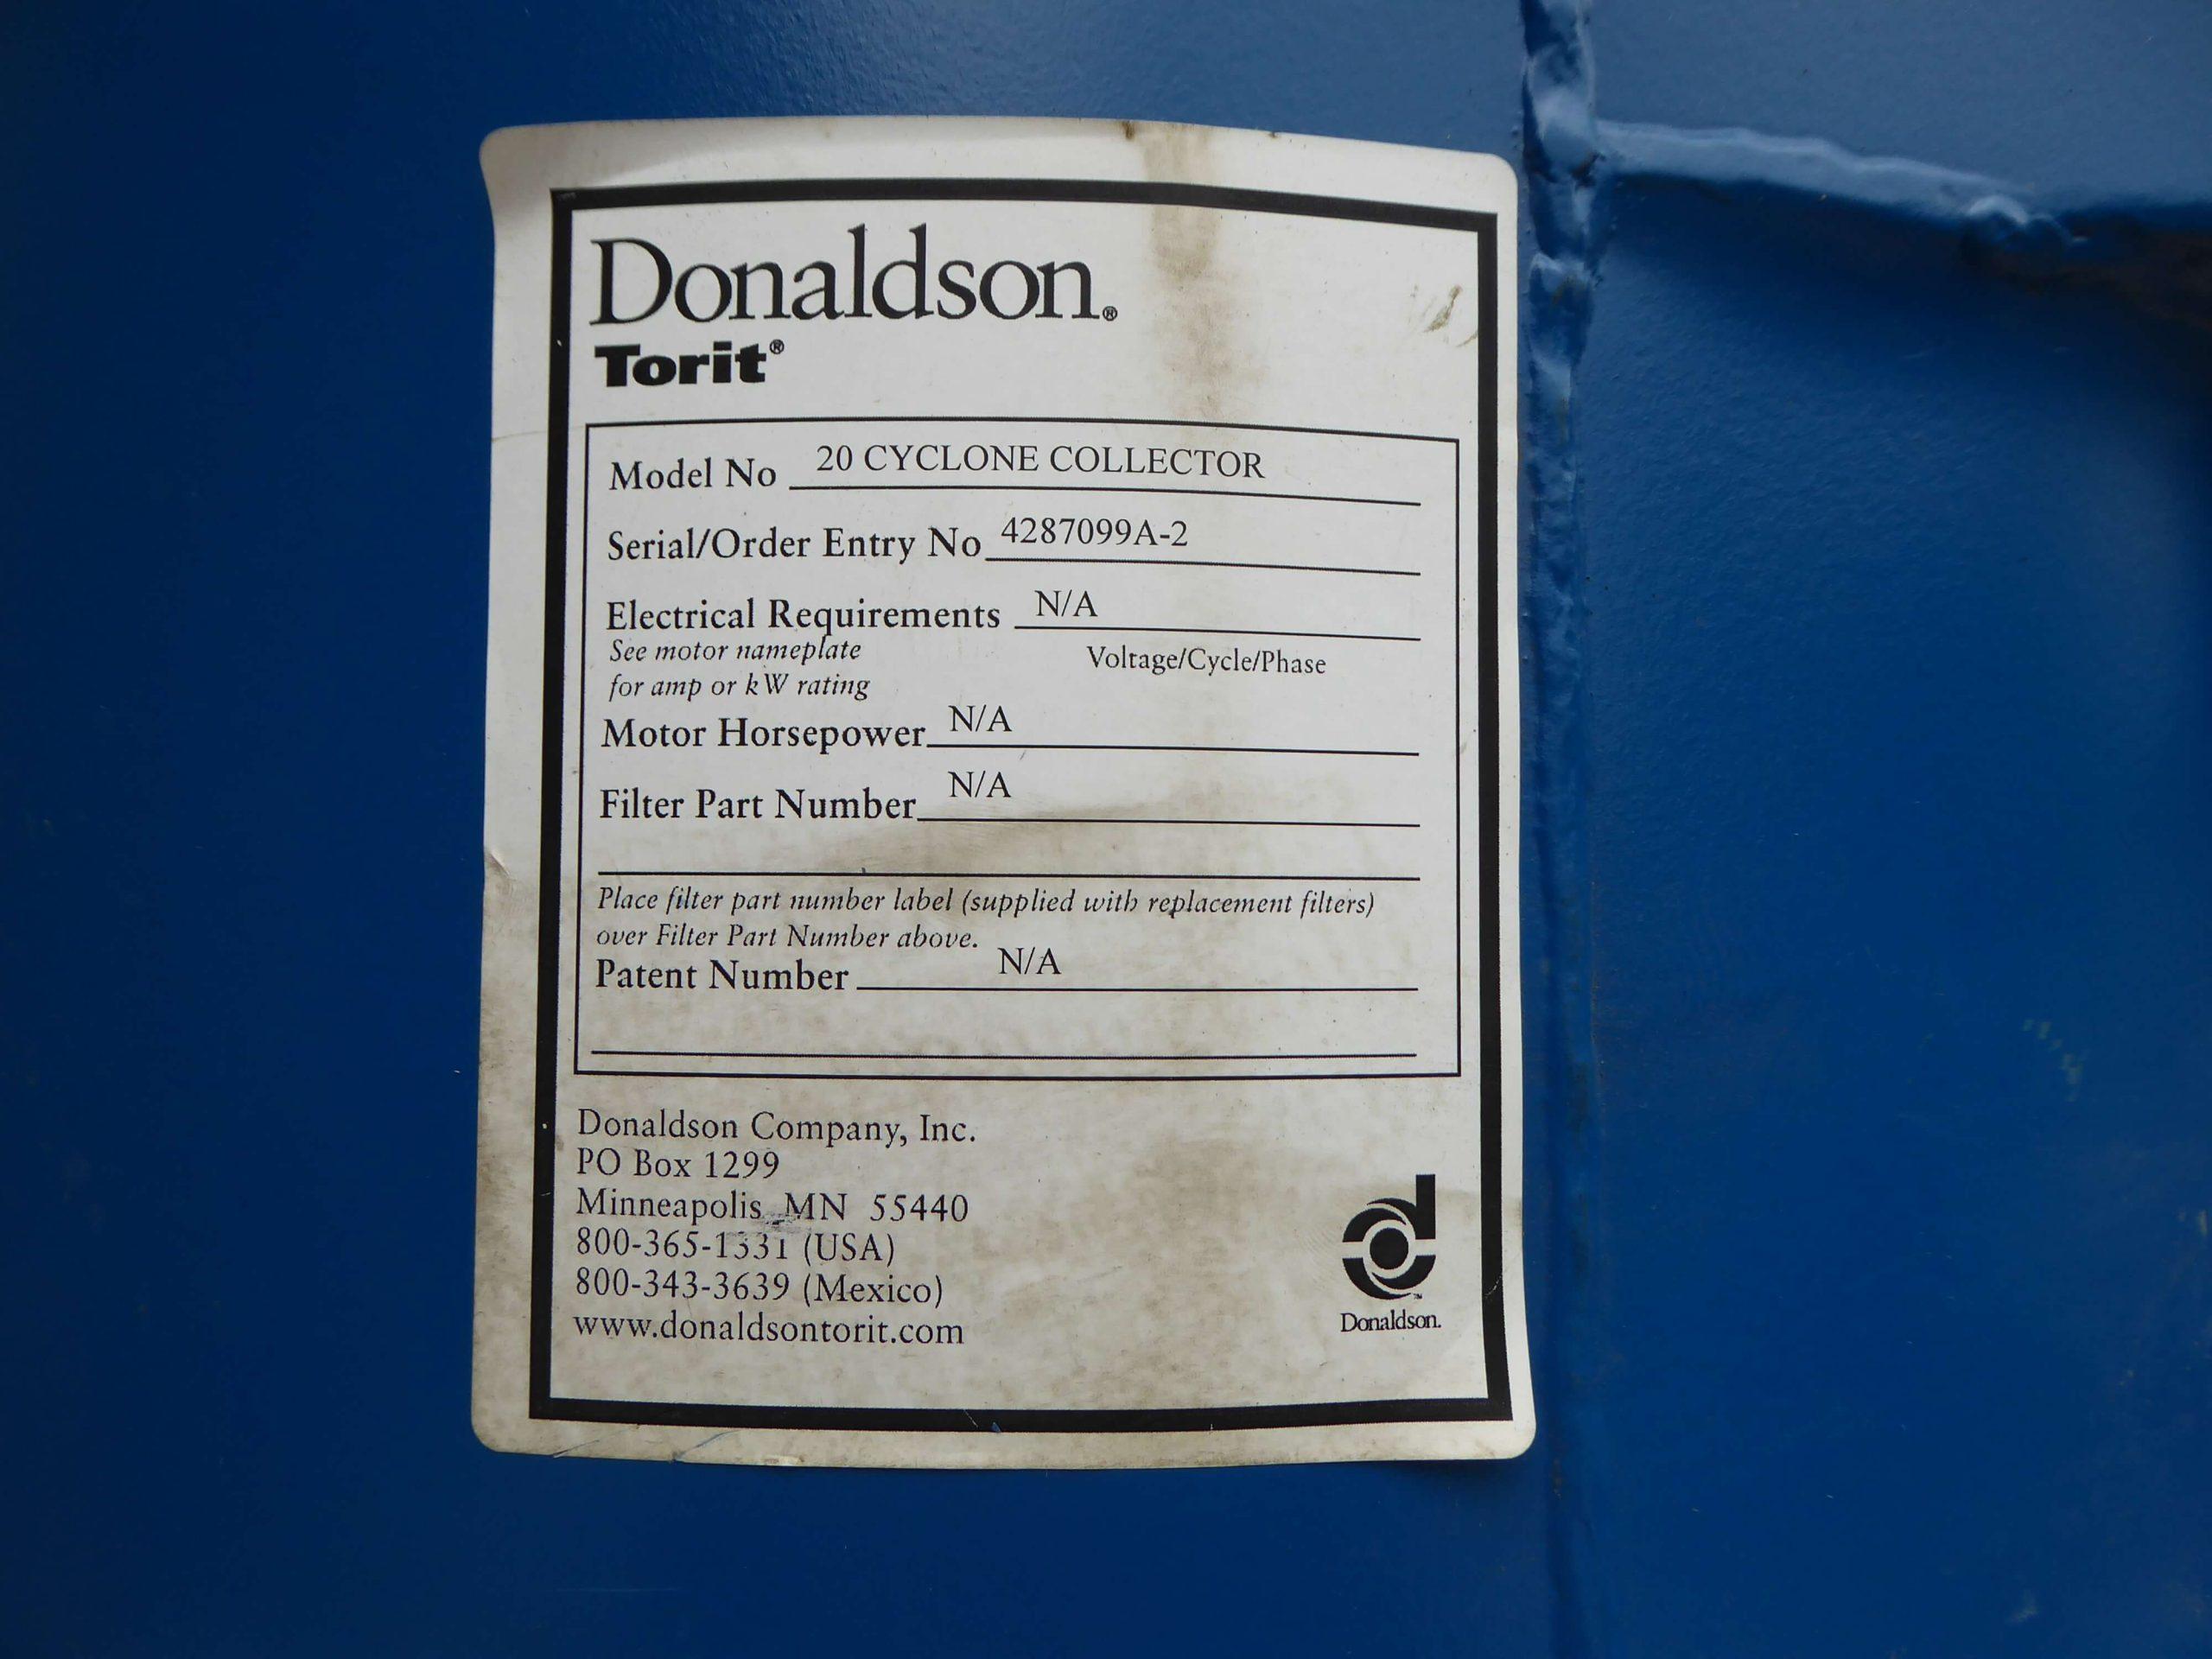 Donaldson®
Torit®
Model No 20 CYCLONE COLLECTOR
Serial/Order Entry No 4287099A-2
Electrical Requirements N/A
See motor nameplate Voltage/Cycle/Phase
for amp or kW rating
Motor Horsepower N/A
Filter Part Number N/A
Place filter part number label (supplied with replacement filters)
over Filter Part Number above.
Patent Number N/A
Donaldson Company, Inc.
PO Box 1299
Minneapolis, MN 55440
800-365-1331 (USA)
800-343-3639 (Mexico)
www.donaldsontorit.com
Donaldson.